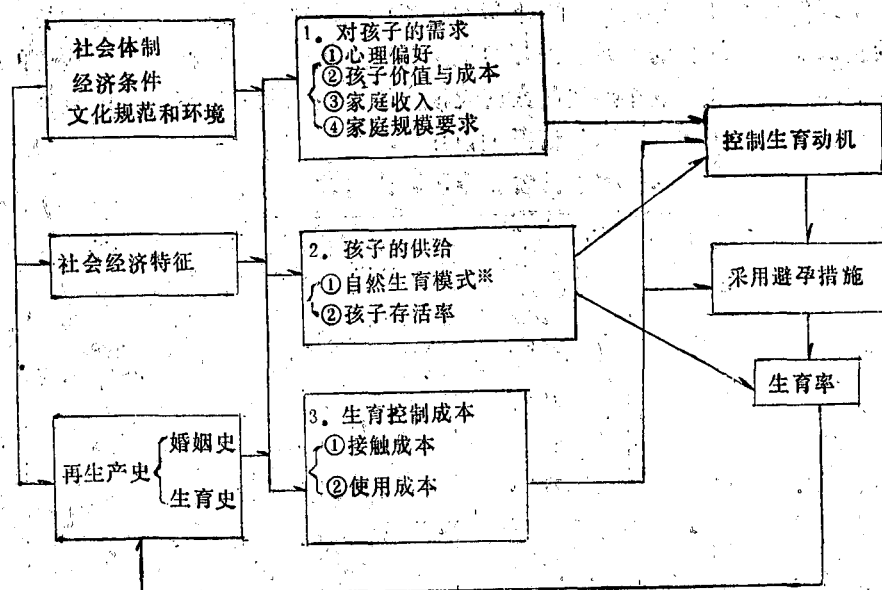 社会体制
经济条件
文化规范和环境
社会经济特征
再生产史
婚姻史
生育史
1. 对孩子的需求
①心理偏好
②孩子价值与成本
③家庭收入
④家庭规模要求
2. 孩子的供给
①自然生育模式※
②孩子存活率
3. 生育控制成本
①接触成本
②使用成本
控制生育动机
采用避孕措施
生育率